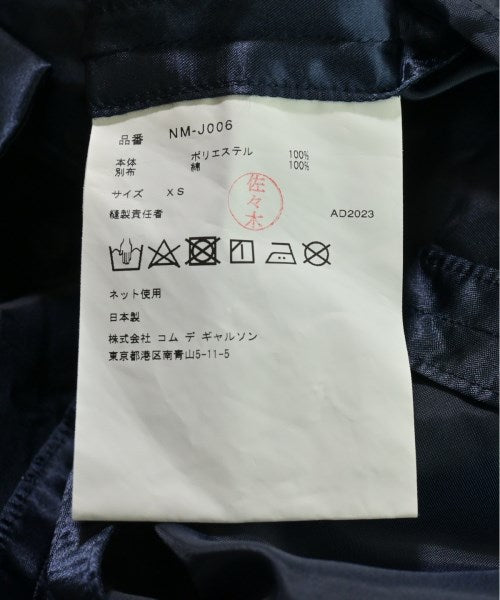 品番 NM-J006
本体 ポリエステル 100%
別布 綿 100%
サイズ XS
縫製責任者 佐々木 AD2023
ネット使用
日本製
株式会社 コム デ ギャルソン
東京都港区南青山5-11-5